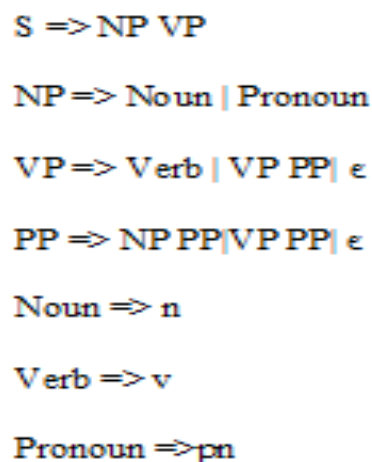 S => NP VP
NP=> Noun | Pronoun
VP=> Verb | VP PP| ϵ
PP => NP PP|VP PP| ϵ
Noun => n
Verb => v
Pronoun =>pn